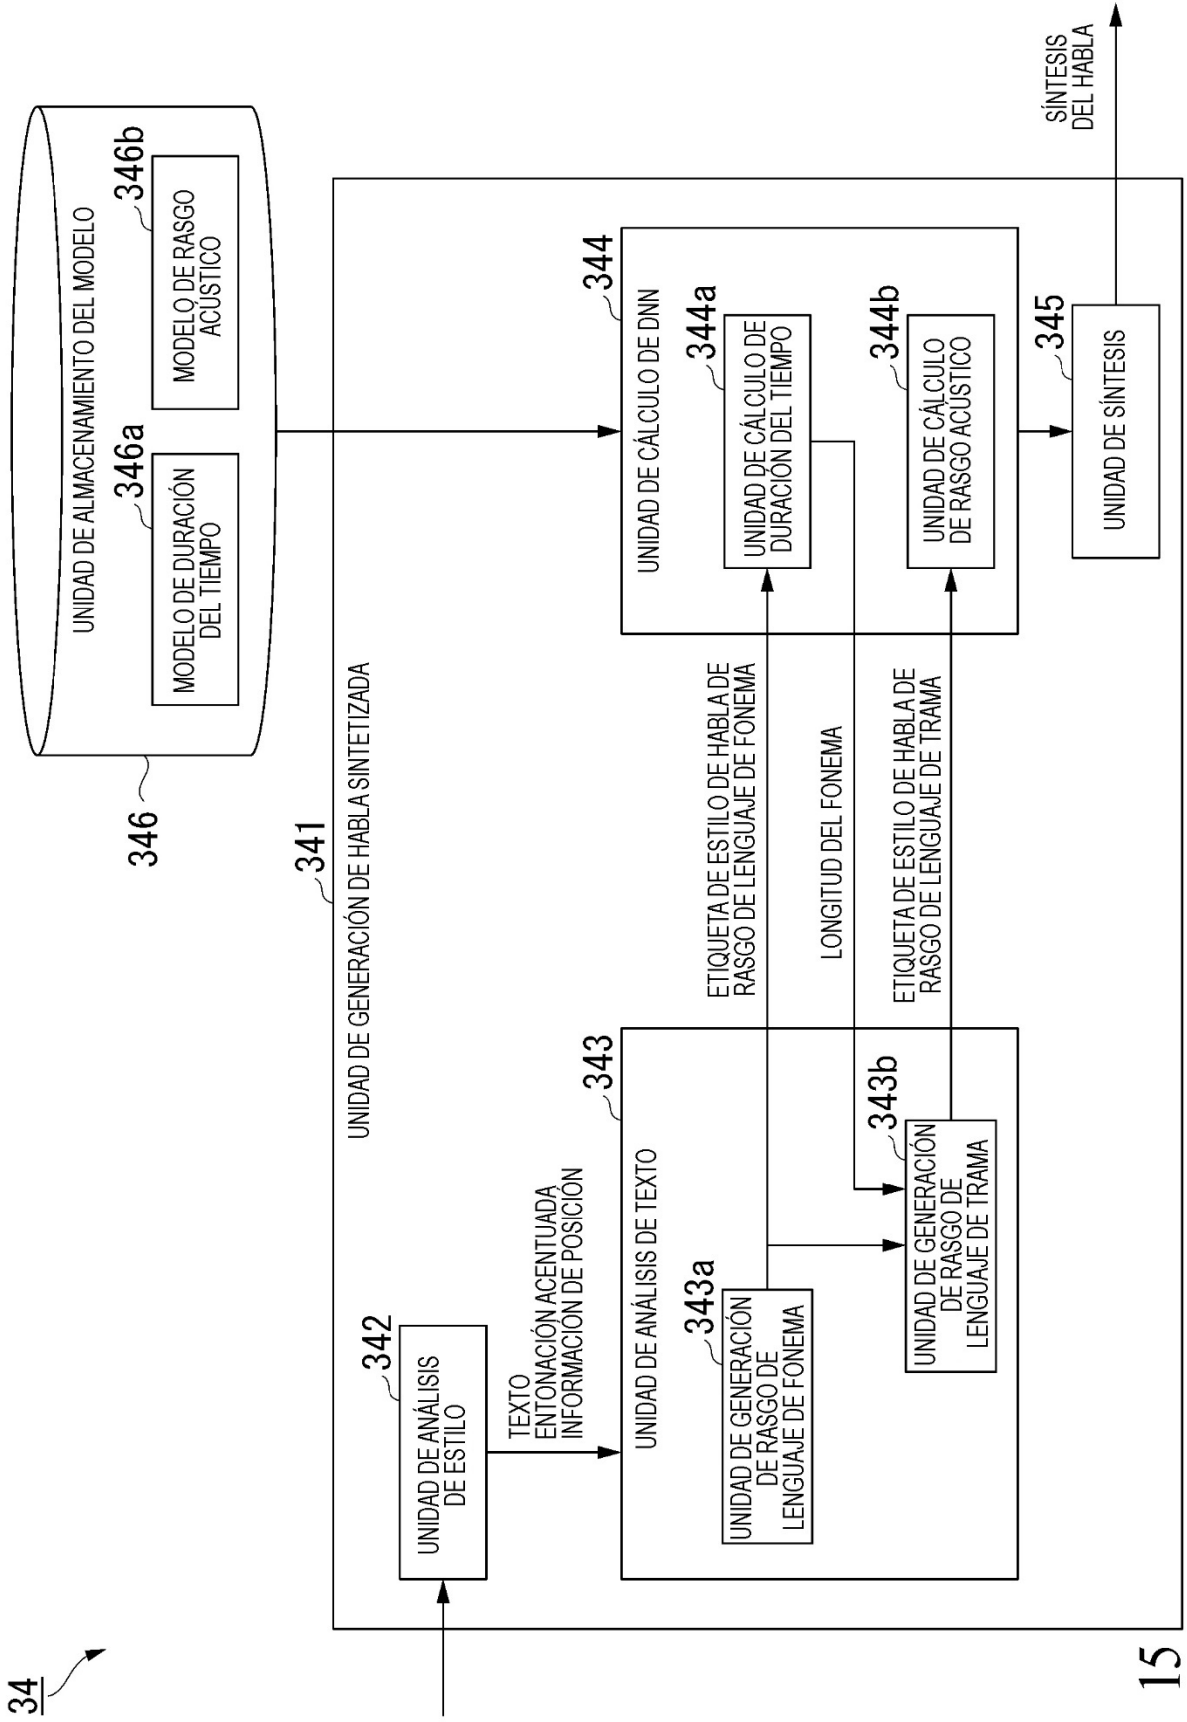 34
346
UNIDAD DE ALMACENAMIENTO DEL MODELO
346a
MODELO DE DURACIÓN
DEL TIEMPO
346b
MODELO DE RASGO
ACÚSTICO
341
UNIDAD DE GENERACIÓN DE HABLA SINTETIZADA
342
UNIDAD DE ANÁLISIS
DE ESTILO
TEXTO
ENTONACIÓN ACENTUADA
INFORMACIÓN DE POSICIÓN
343
UNIDAD DE ANÁLISIS DE TEXTO
343a
UNIDAD DE GENERACIÓN
DE RASGO DE
LENGUAJE DE FONEMA
343b
UNIDAD DE GENERACIÓN
DE RASGO DE
LENGUAJE DE TRAMA
ETIQUETA DE ESTILO DE HABLA DE
RASGO DE LENGUAJE DE FONEMA
LONGITUD DEL FONEMA
ETIQUETA DE ESTILO DE HABLA DE
RASGO DE LENGUAJE DE TRAMA
344
UNIDAD DE CÁLCULO DE DNN
344a
UNIDAD DE CÁLCULO DE
DURACIÓN DEL TIEMPO
344b
UNIDAD DE CÁLCULO
DE RASGO ACÚSTICO
345
UNIDAD DE SÍNTESIS
SÍNTESIS
DEL HABLA
15